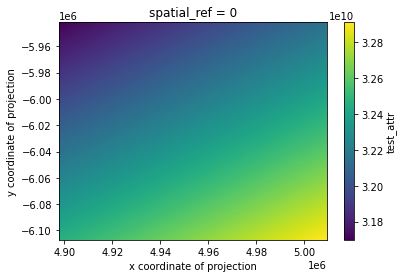 spatial_ref = 0
1e6
1e10
−5.96
−5.98
−6.00
−6.02
−6.04
−6.06
−6.08
−6.10
y coordinate of projection
4.90
4.92
4.94
4.96
4.98
5.00
1e6
x coordinate of projection
3.28
3.26
3.24
3.22
3.20
3.18
test_attr